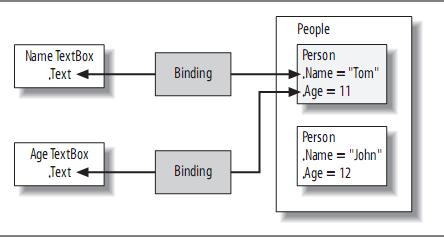 People
Name TextBox
.Text
Binding
Person
.Name = "Tom"
.Age = 11
Age TextBox
.Text
Binding
Person
.Name = "John"
.Age = 12